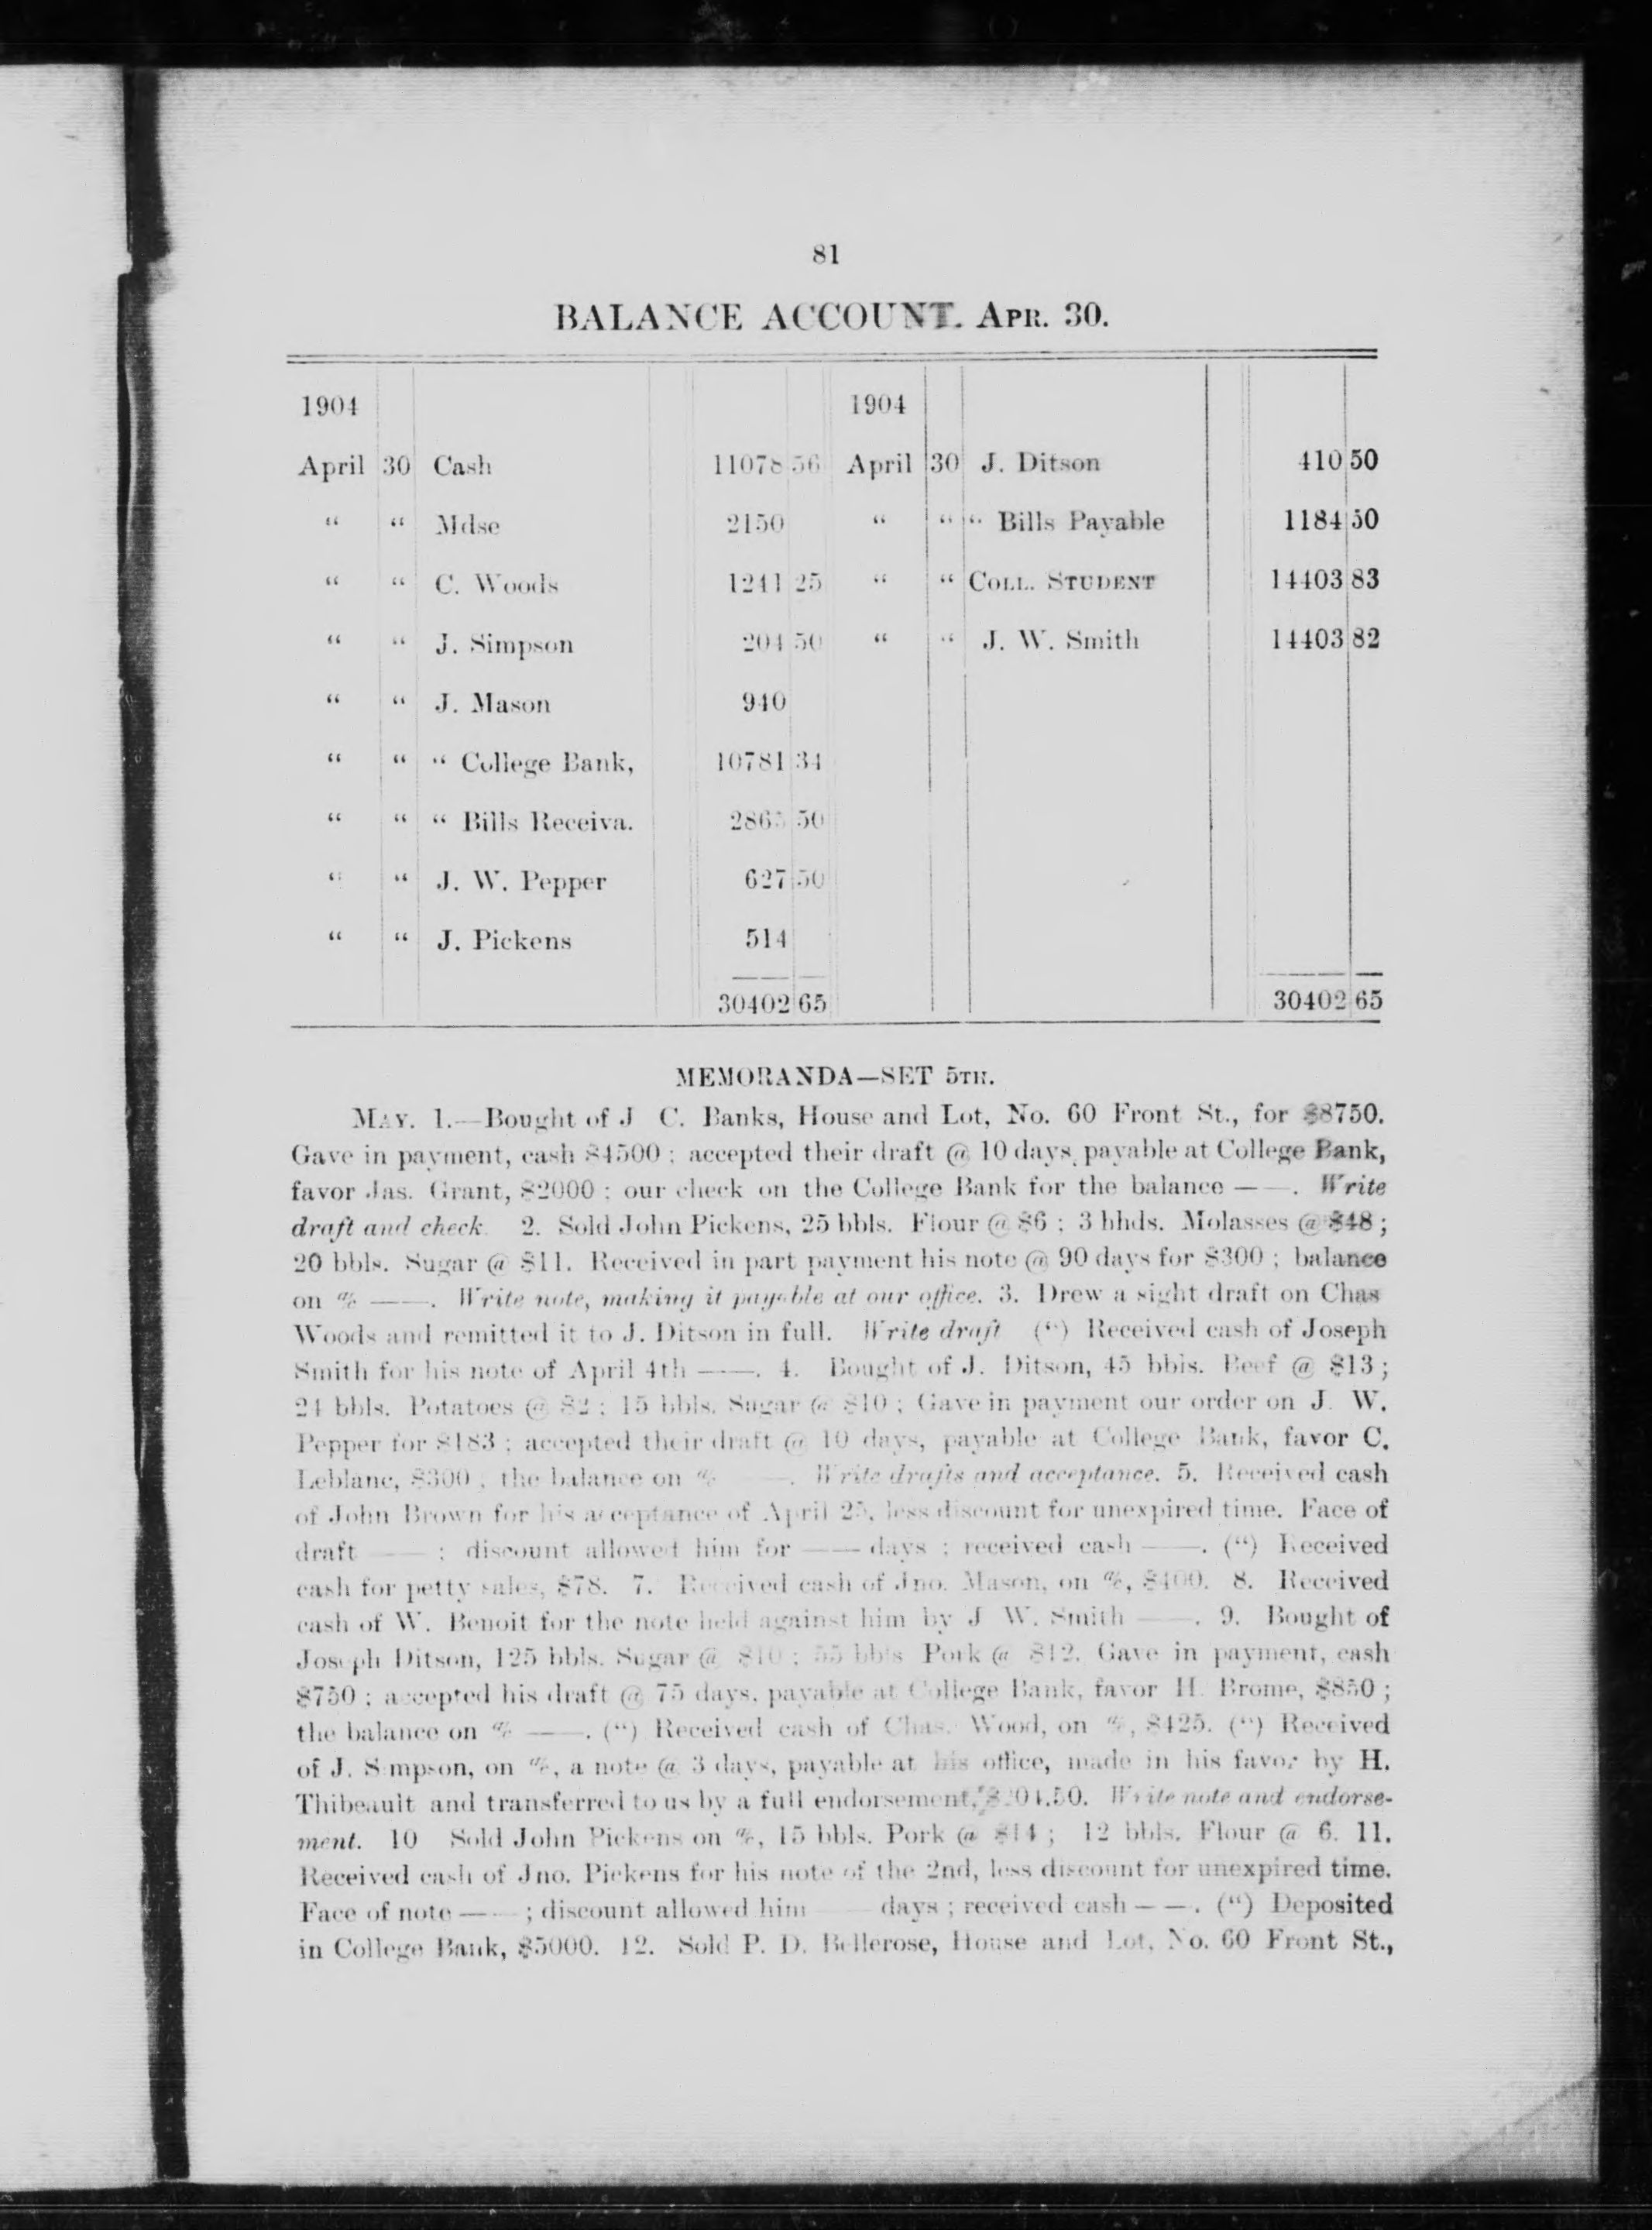 81
BALANCE ACCOUNT. APR. 30.
1904 1904
April 30 Cash 11078 56 April 30 J. Ditson 410 50
“ “ Mdse 2150 “ “ “ Bills Payable 1184 50
“ “ C. Woods 1241 25 “ “ COLL. STUDENT 14403 83
“ “ J. Simpson 204 50 “ “ J. W. Smith 14403 82
“ “ J. Mason 940
“ “ “ College Bank, 10781 34
“ “ “ Bills Receiva. 2865 50
“ “ J. W. Pepper 627 50
“ “ J. Pickens 514
30402 65 30402 65
MEMORANDA—SET 5TH.
MAY. 1.—Bought of J C. Banks, House and Lot, No. 60 Front St., for $8750.
Gave in payment, cash $4500 ; accepted their draft @ 10 days, payable at College Bank,
favor Jas. Grant, $2000 ; our check on the College Bank for the balance — —. Write
draft and check. 2. Sold John Pickens, 25 bbls. Flour @ $6 ; 3 hhds. Molasses @ $48 ;
20 bbls. Sugar @ $11. Received in part payment his note @ 90 days for $300 ; balance
on a/c ——. Write note, making it payable at our office. 3. Drew a sight draft on Chas
Woods and remitted it to J. Ditson in full. Write draft (“) Received cash of Joseph
Smith for his note of April 4th ——. 4. Bought of J. Ditson, 45 bbls. Beef @ $13 ;
24 bbls. Potatoes @ $2 ; 15 bbls. Sugar @ $10 ; Gave in payment our order on J. W.
Pepper for $183 ; accepted their draft @ 10 days, payable at College Bank, favor C.
Leblanc, $300 , the balance on a/c ——. Write drafts and acceptance. 5. Received cash
of John Brown for his acceptance of April 25, less discount for unexpired time. Face of
draft —— ; discount allowed him for —— days ; received cash ——. (“) Received
cash for petty sales, $78. 7. Received cash of Jno. Mason, on a/c, $400. 8. Received
cash of W. Benoit for the note held against him by J W. Smith ——. 9. Bought of
Joseph Ditson, 125 bbls. Sugar @ $10 ; 55 bbls Pork @ $12. Gave in payment, cash
$750 ; accepted his draft @ 75 days, payable at College Bank, favor H. Brome, $850 ;
the balance on a/c ——. (“) Received cash of Chas. Wood, on a/c, $425. (“) Received
of J. Simpson, on a/c, a note @ 3 days, payable at his office, made in his favor by H.
Thibeault and transferred to us by a full endorsement, $204.50. Write note and endorse-
ment. 10 Sold John Pickens on a/c, 15 bbls. Pork @ $14 ; 12 bbls. Flour @ 6. 11.
Received cash of Jno. Pickens for his note of the 2nd, less discount for unexpired time.
Face of note —— ; discount allowed him days ; received cash — —. (“) Deposited
in College Bank, $5000. 12. Sold P. D. Bellerose, House and Lot, No. 60 Front St.,